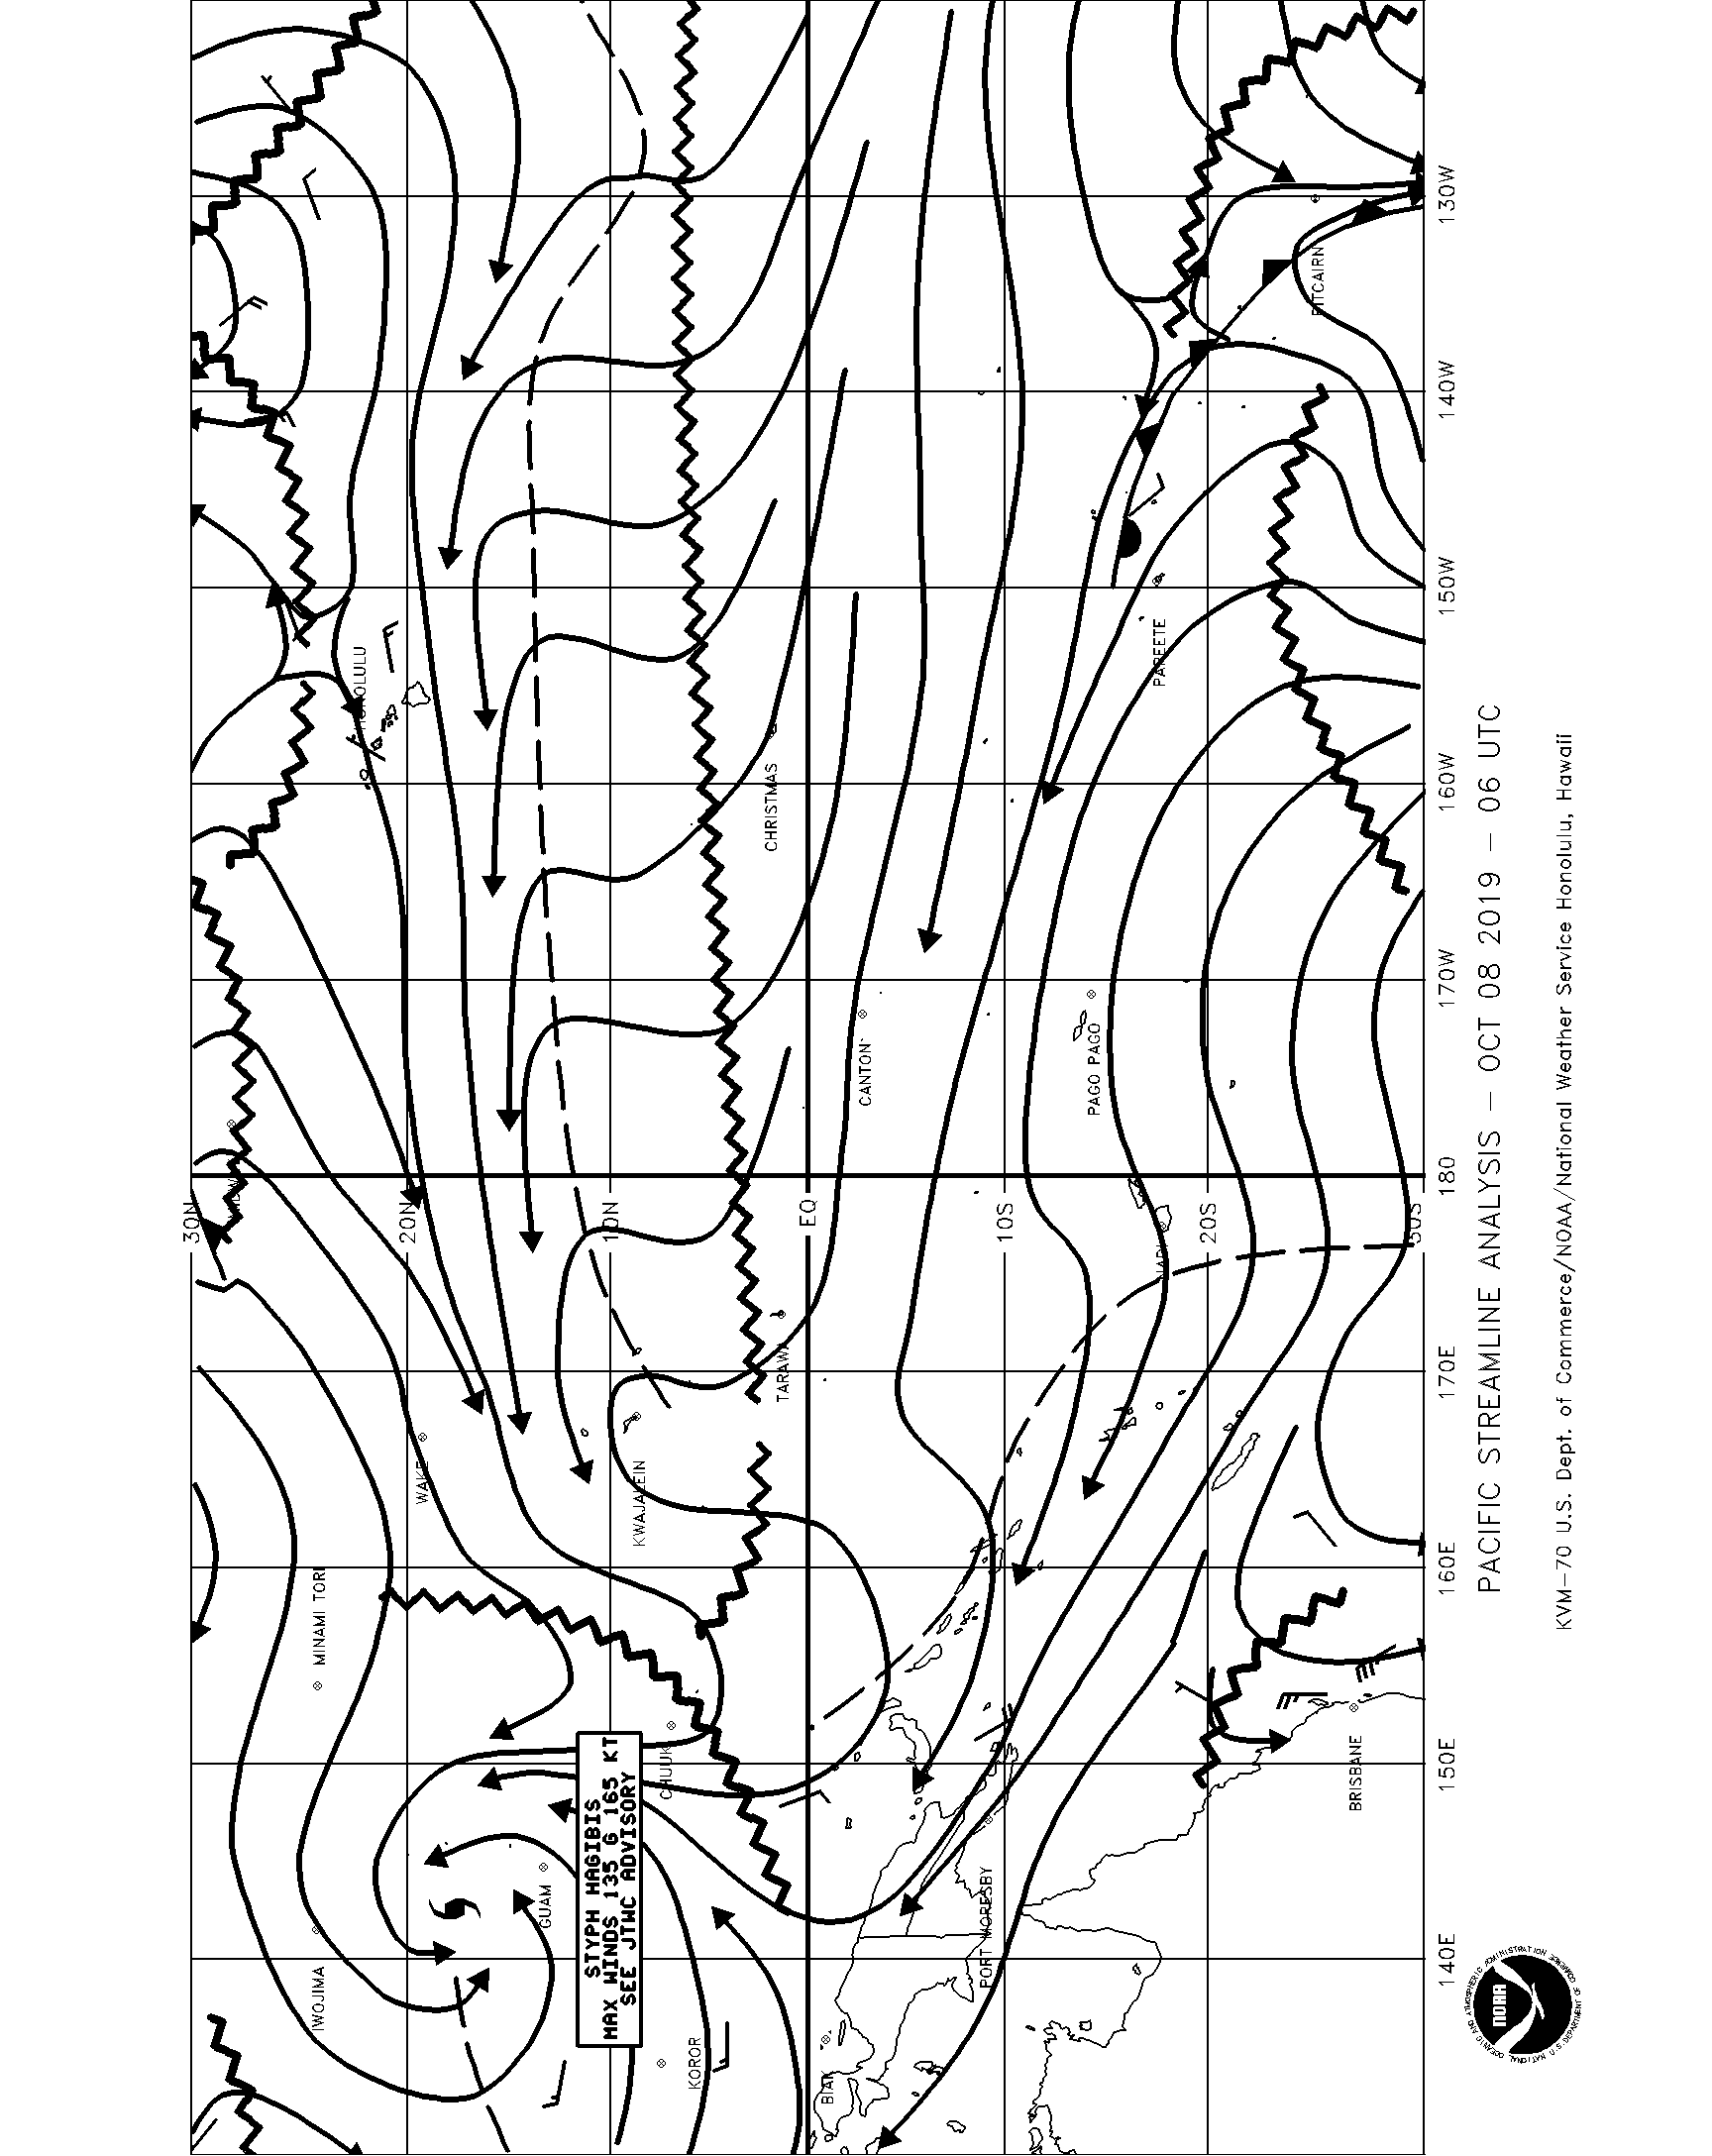 PACIFIC STREAMLINE ANALYSIS - OCT 08 2019 - 06 UTC
KVM-70 U.S. Dept. of Commerce/NOAA/National Weather Service Honolulu, Hawaii
STYPH HAGIBIS
MAX WINDS 135 G 165 KT
SEE JTWC ADVISORY
30N
20N
10N
EQ
10S
20S
30S
140E
150E
160E
170E
180
170W
160W
150W
140W
130W
IWOJIMA
MINAMI TORI
WAKE
HONOLULU
GUAM
CHUUK
KWAJALEIN
KOROR
TARAWA
CHRISTMAS
BIAK
CANTON
PORT MORESBY
PAGO PAGO
NADI
PAPEETE
BRISBANE
PITCAIRN
NOAA
NATIONAL OCEANIC AND ATMOSPHERIC ADMINISTRATION
U.S. DEPARTMENT OF COMMERCE